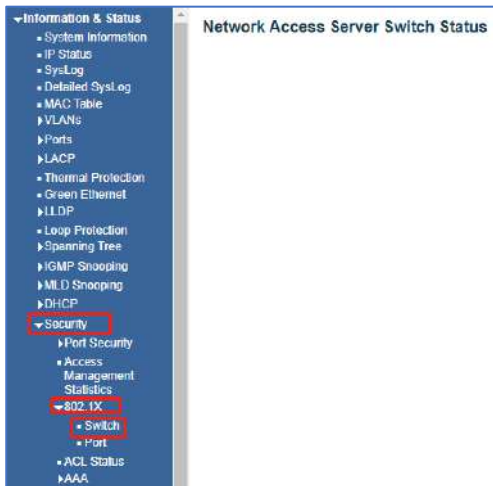 Information & Status
System Information
IP Status
SysLog
Detailed SysLog
MAC Table
VLANs
Ports
LACP
Thermal Protection
Green Ethernet
LLDP
Loop Protection
Spanning Tree
IGMP Snooping
MLD Snooping
DHCP
Security
Port Security
Access
Management
Statistics
802.1X
Switch
Port
ACL Status
AAA
Network Access Server Switch Status